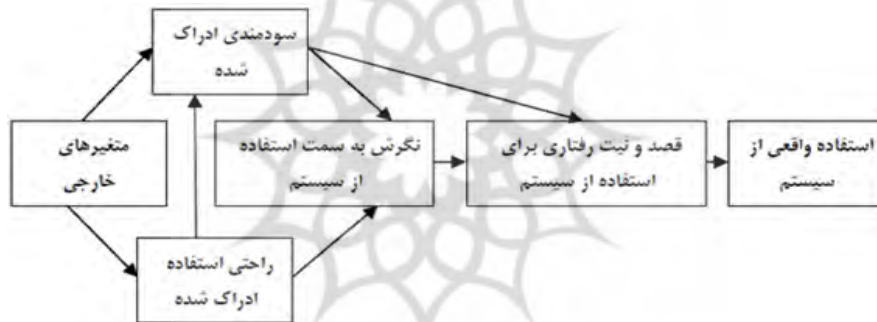 سودمندی ادراک
شده
متغیرهای
خارجی
نگرش به سمت استفاده
از سیستم
قصد و نیت رفتاری برای
استفاده از سیستم
استفاده واقعی از
سیستم
راحتی استفاده
ادراک شده